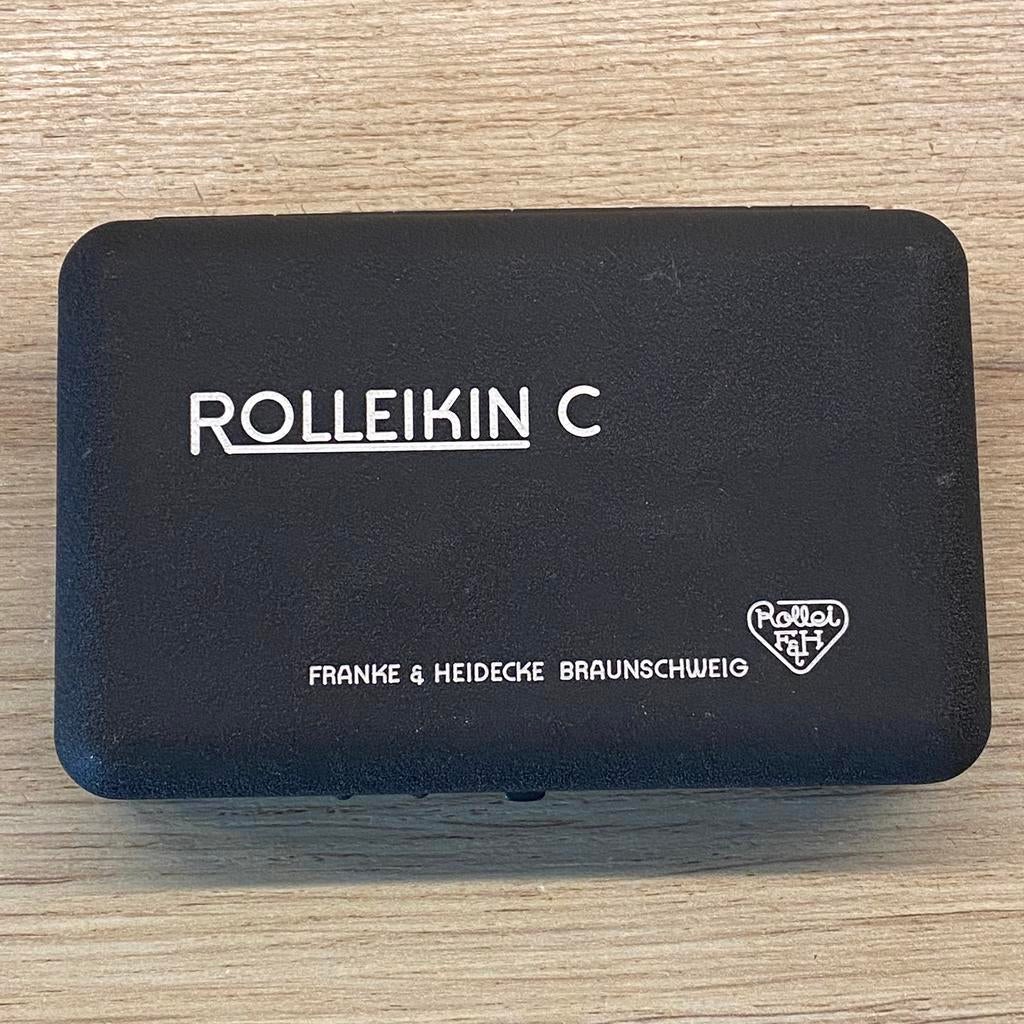 ROLLEIKIN C
Rollei
F&H
FRANKE & HEIDECKE BRAUNSCHWEIG